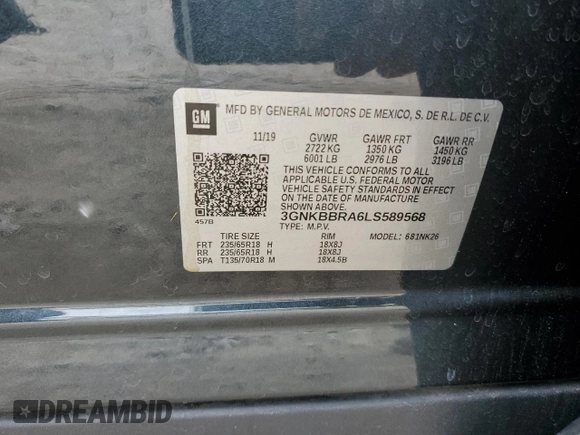 GM
MFD BY GENERAL MOTORS DE MEXICO, S. DE R.L. DE C.V.
11/19 GVWR GAWR FRT GAWR RR
2722 KG 1350 KG 1450 KG
6001 LB 2976 LB 3196 LB
THIS VEHICLE CONFORMS TO ALL
APPLICABLE U.S. FEDERAL MOTOR
VEHICLE SAFETY STANDARDS IN EFFECT
ON THE DATE OF MANUFACTURE
SHOWN ABOVE.
457B
3GNKBBRA6LS589568
TYPE: M.P.V. MODEL: 681NK26
TIRE SIZE RIM
FRT 235/65R18 H 18X8J
RR 235/65R18 H 18X8J
SPA T135/70R18 M 18X4.5B
DREAMBID